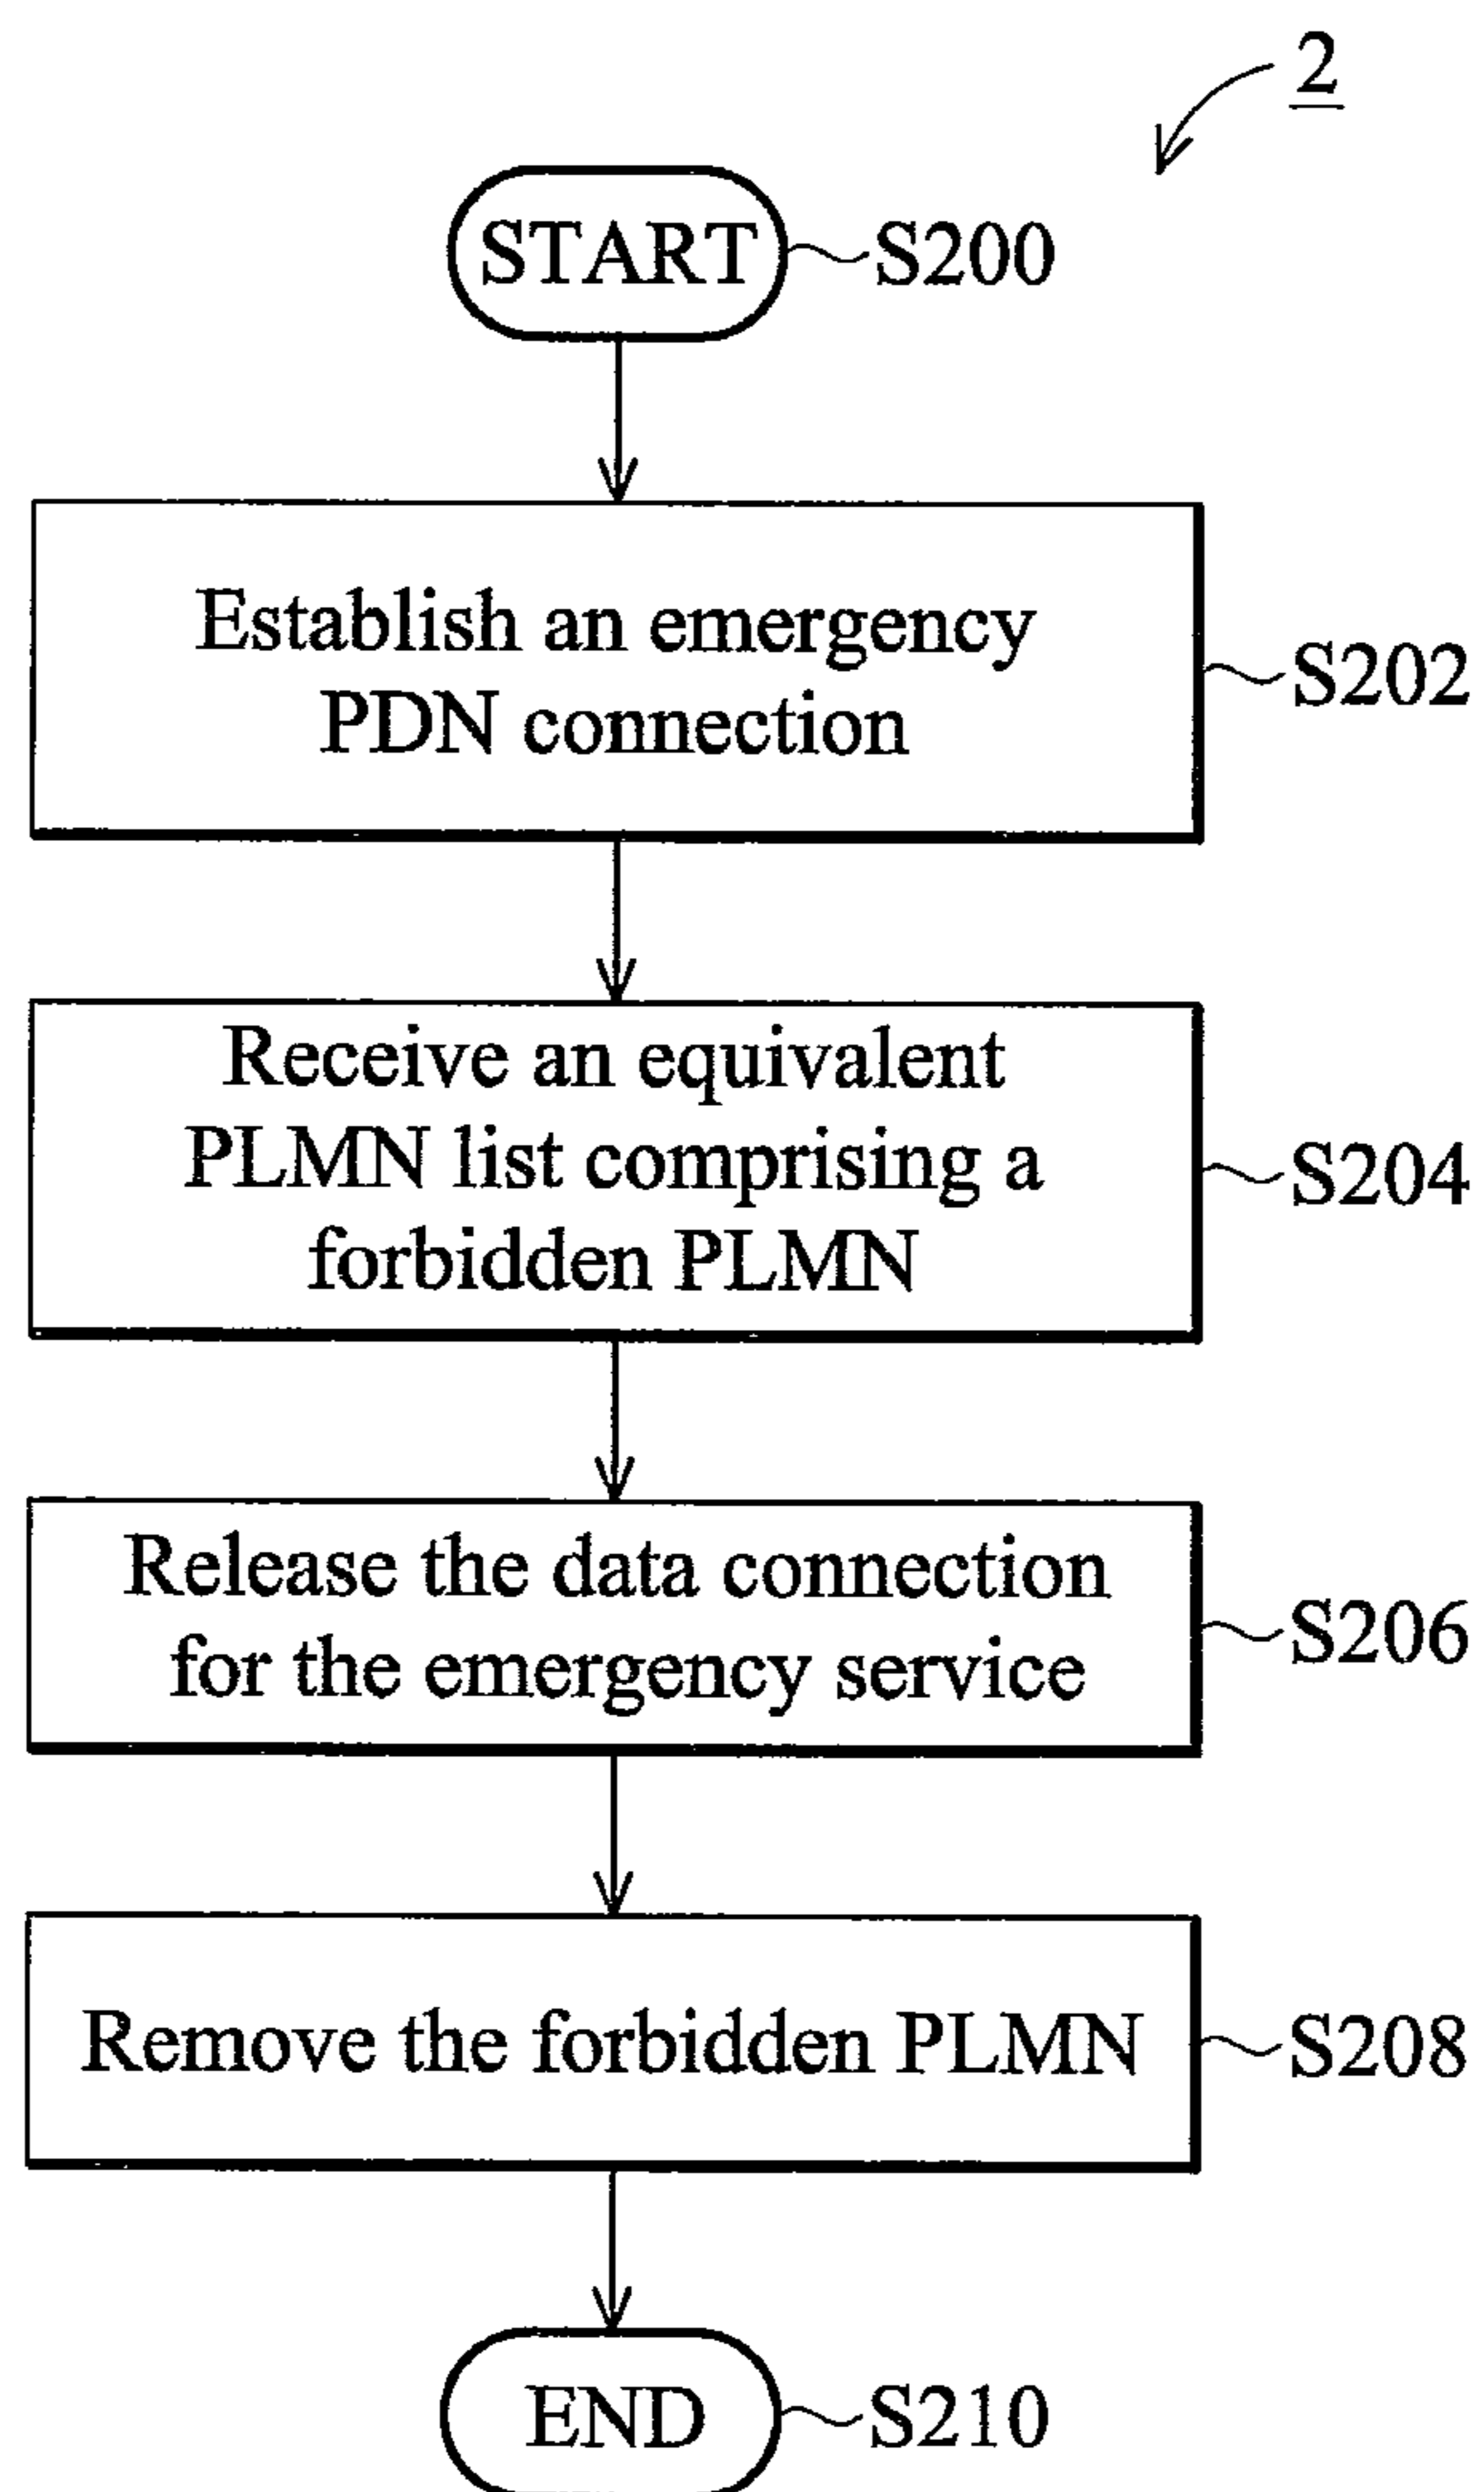 2
START
S200
Establish an emergency
PDN connection
S202
Receive an equivalent
PLMN list comprising a
forbidden PLMN
S204
Release the data connection
for the emergency service
S206
Remove the forbidden PLMN
S208
END
S210